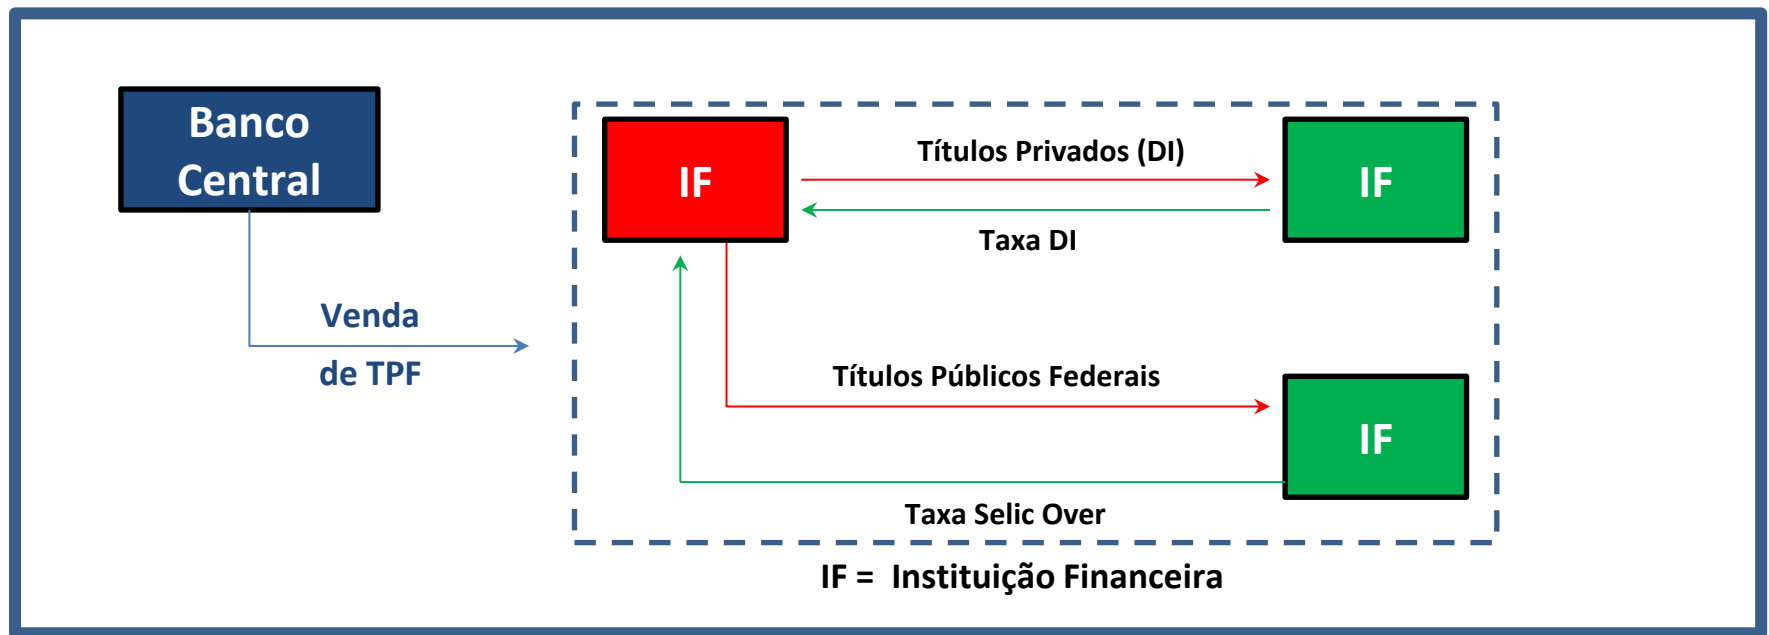 Banco
Central
Venda
de TPF
IF
Títulos Privados (DI)
Taxa DI
IF
Títulos Públicos Federais
IF
Taxa Selic Over
IF = Instituição Financeira